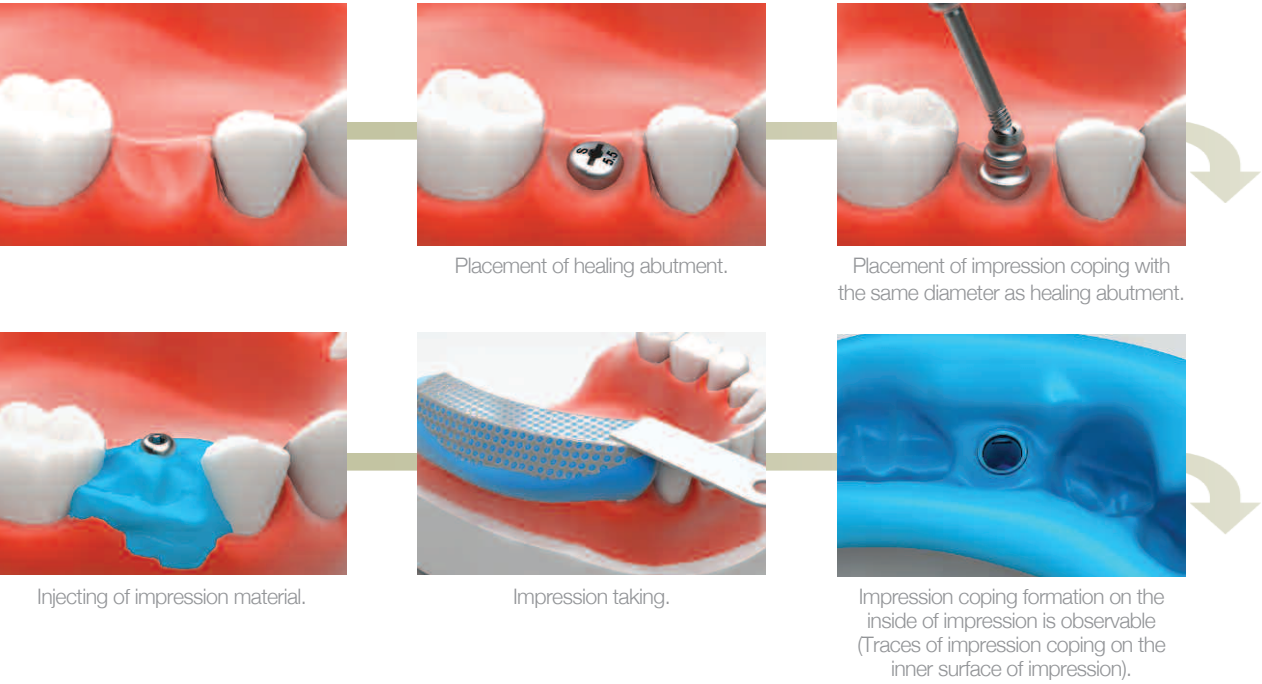 S 5.5
Placement of healing abutment.
Placement of impression coping with
the same diameter as healing abutment.
Injecting of impression material.
Impression taking.
Impression coping formation on the
inside of impression is observable
(Traces of impression coping on the
inner surface of impression).